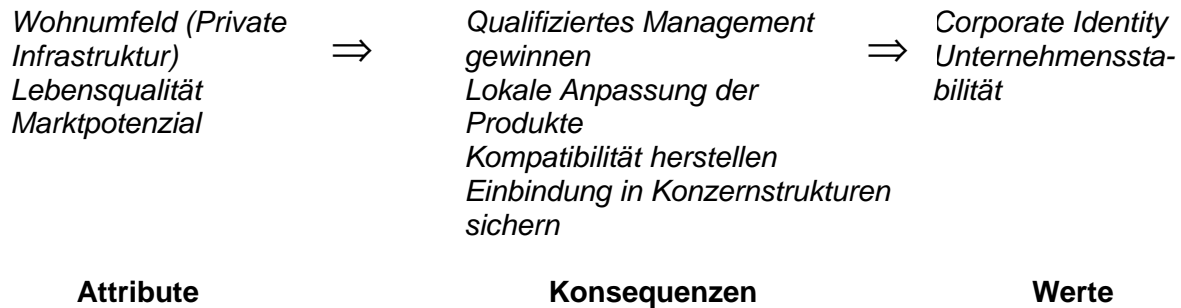 Wohnumfeld (Private
Infrastruktur)
Lebensqualität
Marktpotenzial
⇒
Qualifiziertes Management
gewinnen
Lokale Anpassung der
Produkte
Kompatibilität herstellen
Einbindung in Konzernstrukturen
sichern
⇒
Corporate Identity
Unternehmenssta-
bilität
Attribute
Konsequenzen
Werte